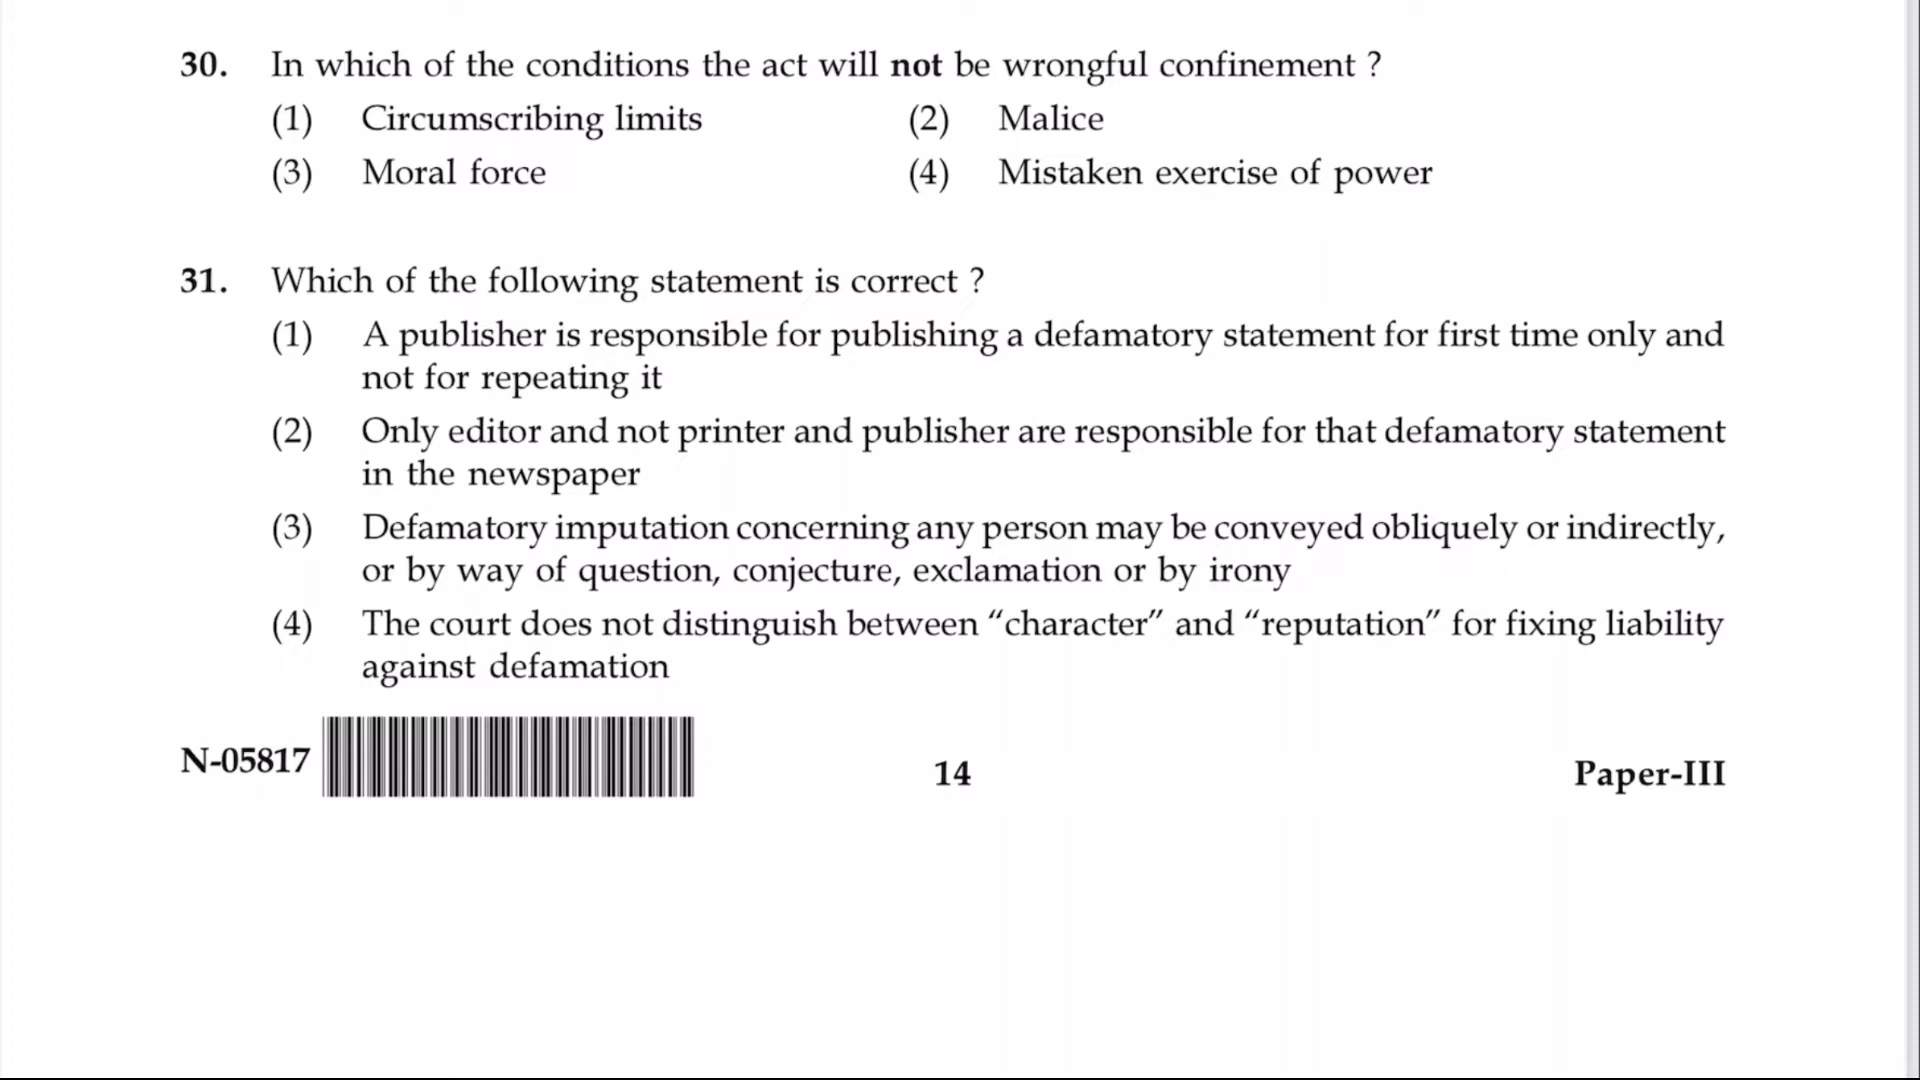 30. In which of the conditions the act will not be wrongful confinement ?
(1) Circumscribing limits (2) Malice
(3) Moral force (4) Mistaken exercise of power
31. Which of the following statement is correct ?
(1) A publisher is responsible for publishing a defamatory statement for first time only and
not for repeating it
(2) Only editor and not printer and publisher are responsible for that defamatory statement
in the newspaper
(3) Defamatory imputation concerning any person may be conveyed obliquely or indirectly,
or by way of question, conjecture, exclamation or by irony
(4) The court does not distinguish between “character” and “reputation” for fixing liability
against defamation
N-05817 14 Paper-III